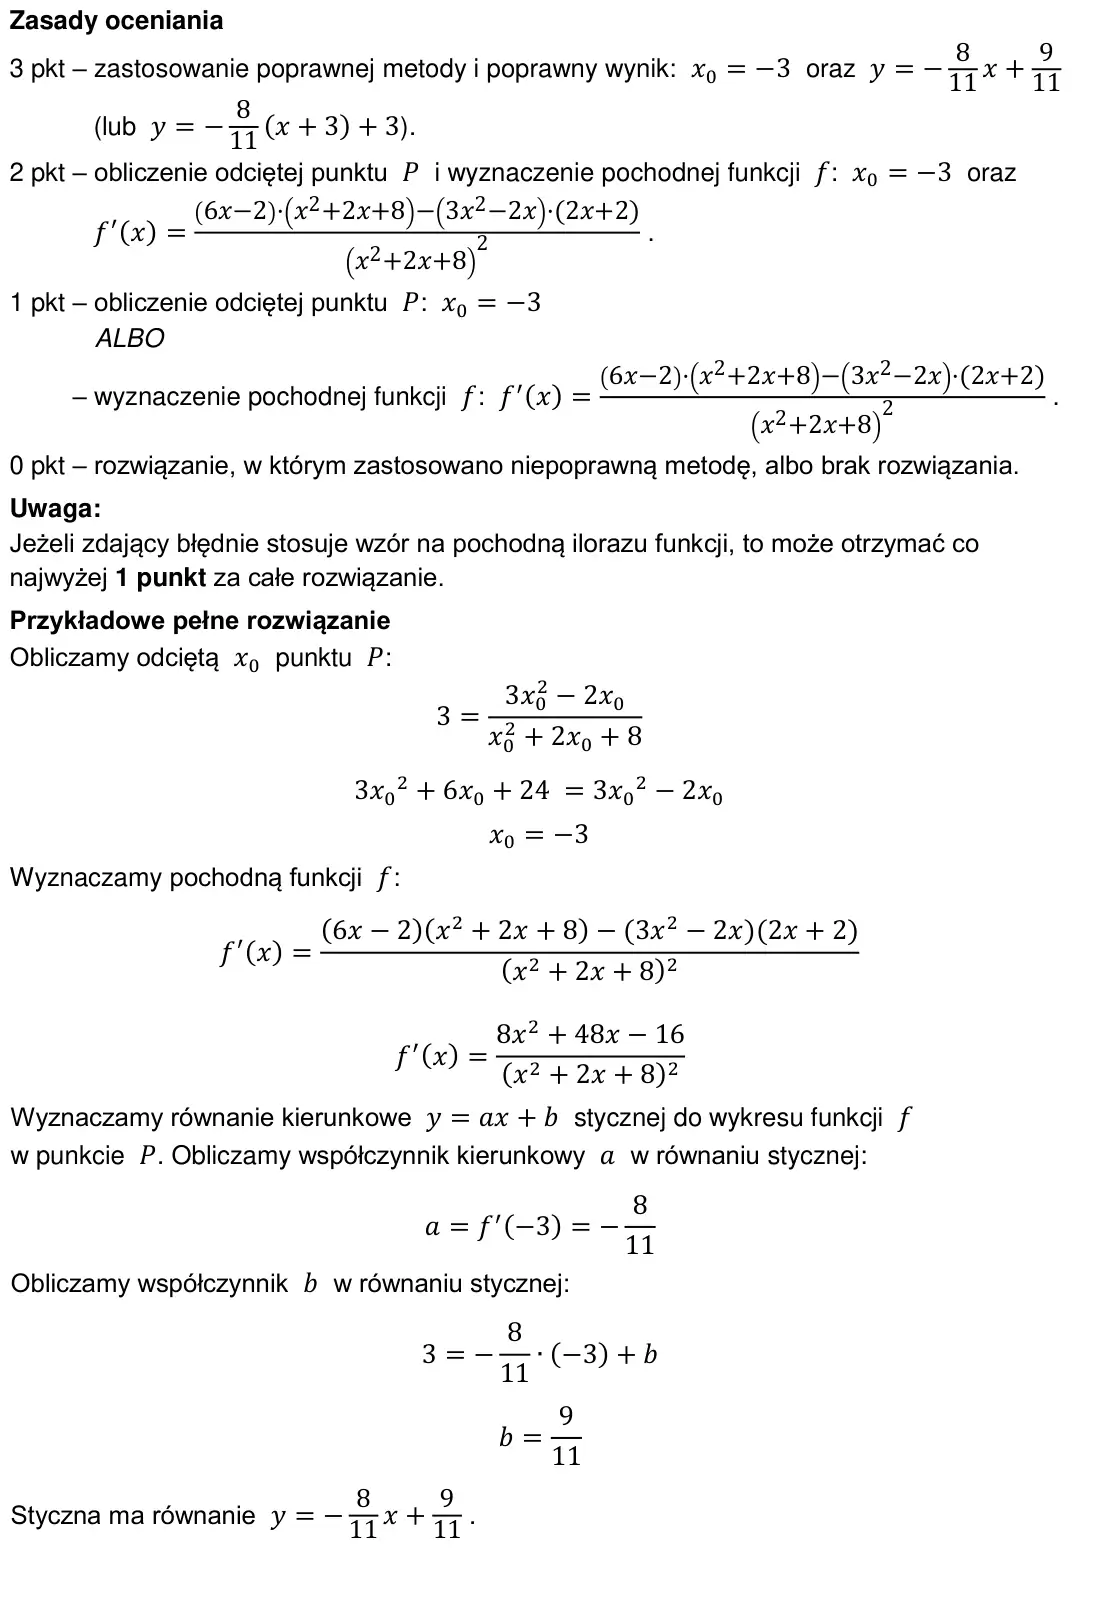 Zasady oceniania
3 pkt – zastosowanie poprawnej metody i poprawny wynik: x₀ = −3 oraz y = −8/11 x + 9/11
(lub y = −8/11 (x + 3) + 3).
2 pkt – obliczenie odciętej punktu P i wyznaczenie pochodnej funkcji f: x₀ = −3 oraz
f′(x) = ((6x−2)·(x²+2x+8)−(3x²−2x)·(2x+2))/(x²+2x+8)² .
1 pkt – obliczenie odciętej punktu P: x₀ = −3
ALBO
– wyznaczenie pochodnej funkcji f: f′(x) = ((6x−2)·(x²+2x+8)−(3x²−2x)·(2x+2))/(x²+2x+8)² .
0 pkt – rozwiązanie, w którym zastosowano niepoprawną metodę, albo brak rozwiązania.
Uwaga:
Jeżeli zdający błędnie stosuje wzór na pochodną ilorazu funkcji, to może otrzymać co
najwyżej 1 punkt za całe rozwiązanie.
Przykładowe pełne rozwiązanie
Obliczamy odciętą x₀ punktu P:
3 = (3x₀² − 2x₀)/(x₀² + 2x₀ + 8)
3x₀² + 6x₀ + 24 = 3x₀² − 2x₀
x₀ = −3
Wyznaczamy pochodną funkcji f:
f′(x) = ((6x − 2)(x² + 2x + 8) − (3x² − 2x)(2x + 2))/(x² + 2x + 8)²
f′(x) = (8x² + 48x − 16)/(x² + 2x + 8)²
Wyznaczamy równanie kierunkowe y = ax + b stycznej do wykresu funkcji f
w punkcie P. Obliczamy współczynnik kierunkowy a w równaniu stycznej:
a = f′(−3) = −8/11
Obliczamy współczynnik b w równaniu stycznej:
3 = −8/11 · (−3) + b
b = 9/11
Styczna ma równanie y = −8/11 x + 9/11 .